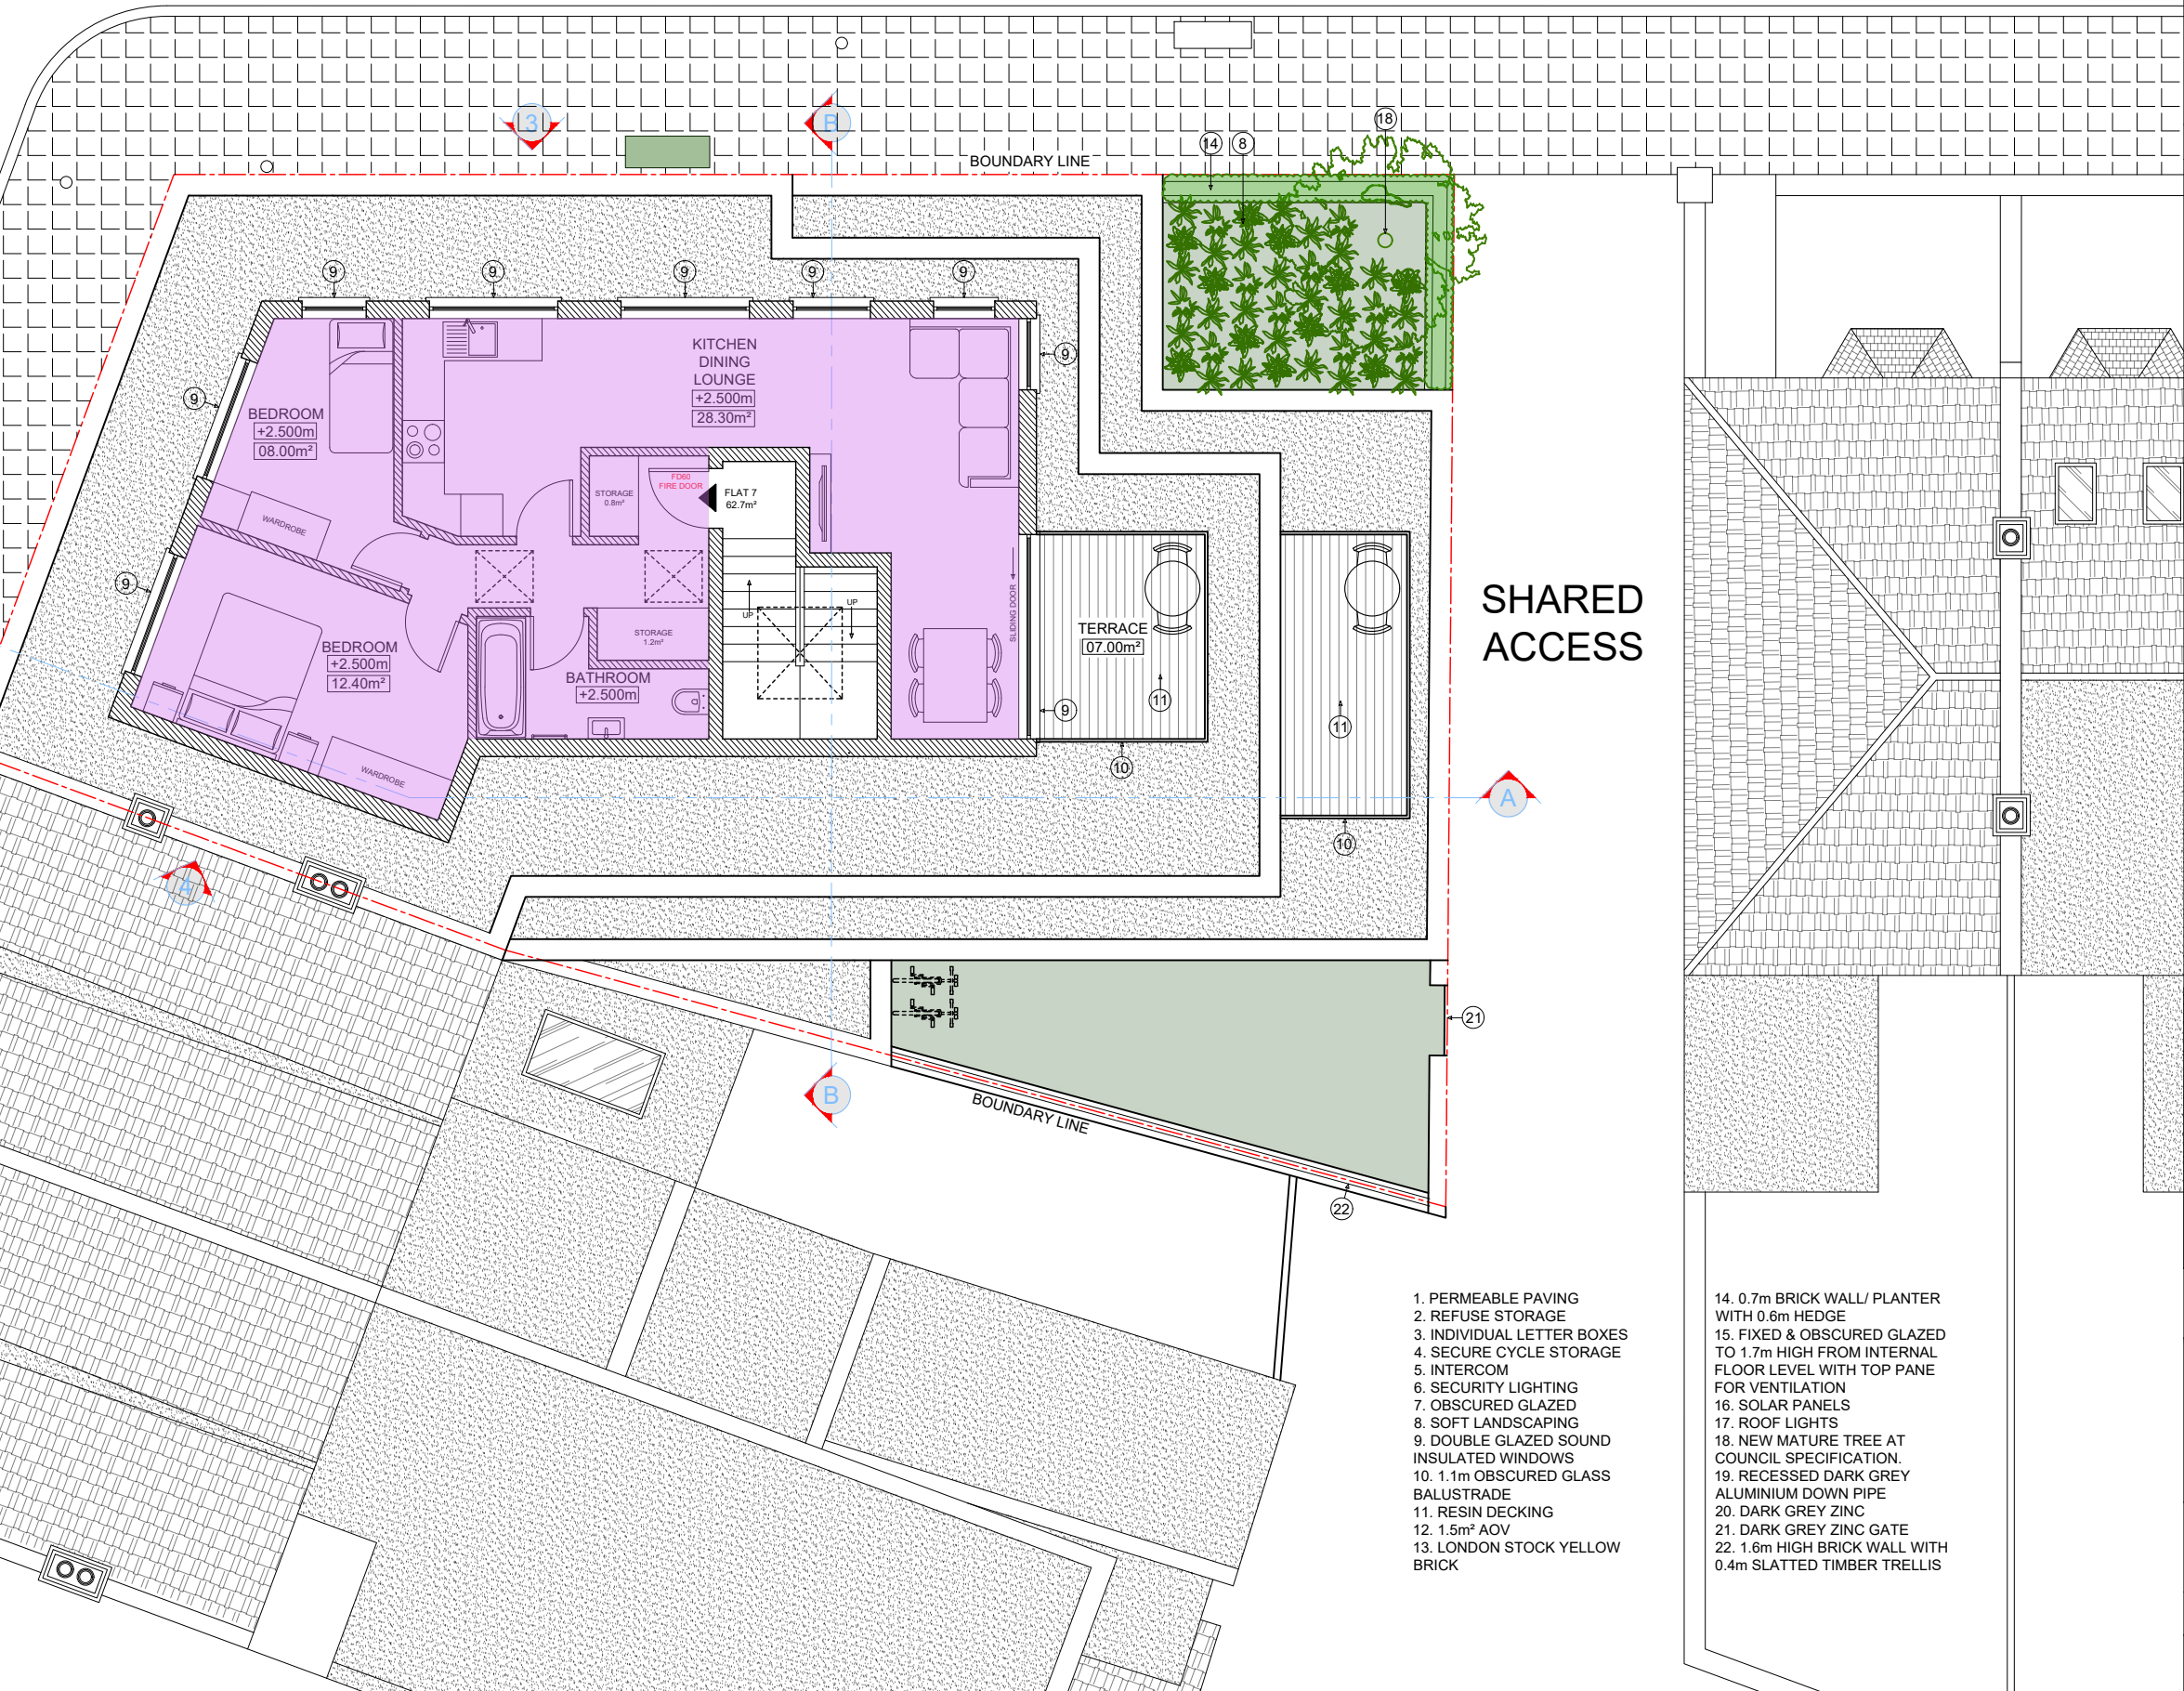 3
B
18
14
8
BOUNDARY LINE
9
9
9
9
9
9
9
9
9
KITCHEN
DINING
LOUNGE
+2.500m
28.30m²
BEDROOM
+2.500m
08.00m²
WARDROBE
STORAGE
0.8m²
FD60
FIRE DOOR
FLAT 7
62.7m²
UP
UP
STORAGE
1.2m²
SLIDING DOOR
TERRACE
07.00m²
11
11
10
10
BEDROOM
+2.500m
12.40m²
WARDROBE
BATHROOM
+2.500m
SHARED
ACCESS
A
A
21
B
BOUNDARY LINE
22
1. PERMEABLE PAVING
2. REFUSE STORAGE
3. INDIVIDUAL LETTER BOXES
4. SECURE CYCLE STORAGE
5. INTERCOM
6. SECURITY LIGHTING
7. OBSCURED GLAZED
8. SOFT LANDSCAPING
9. DOUBLE GLAZED SOUND
INSULATED WINDOWS
10. 1.1m OBSCURED GLASS
BALUSTRADE
11. RESIN DECKING
12. 1.5m² AOV
13. LONDON STOCK YELLOW
BRICK
14. 0.7m BRICK WALL/ PLANTER
WITH 0.6m HEDGE
15. FIXED & OBSCURED GLAZED
TO 1.7m HIGH FROM INTERNAL
FLOOR LEVEL WITH TOP PANE
FOR VENTILATION
16. SOLAR PANELS
17. ROOF LIGHTS
18. NEW MATURE TREE AT
COUNCIL SPECIFICATION.
19. RECESSED DARK GREY
ALUMINIUM DOWN PIPE
20. DARK GREY ZINC
21. DARK GREY ZINC GATE
22. 1.6m HIGH BRICK WALL WITH
0.4m SLATTED TIMBER TRELLIS